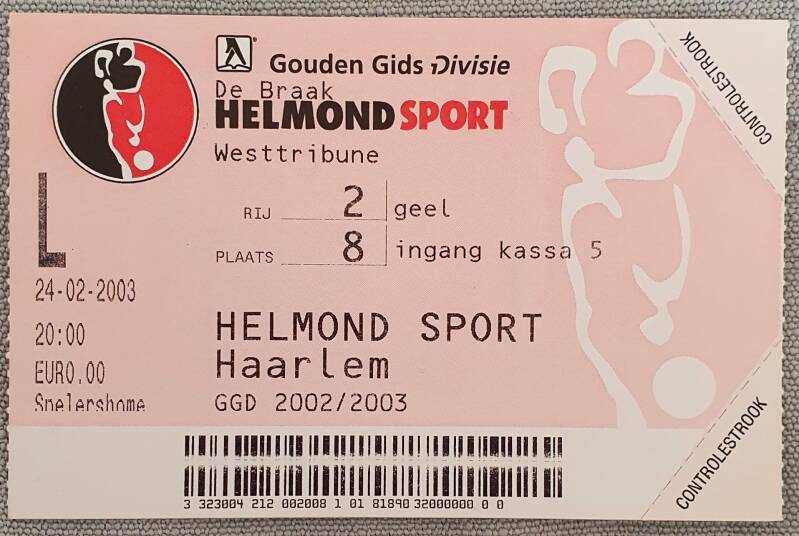 Gouden Gids Divisie
De Braak
HELMOND SPORT
Westtribune
RIJ 2 geel
PLAATS 8 ingang kassa 5
L
24-02-2003
20:00
EUR0.00
Spelershome
HELMOND SPORT
Haarlem
GGD 2002/2003
3 323004 212 002008 1 01 81890 32000000 0 0
CONTROLESTROOK
CONTROLESTROOK